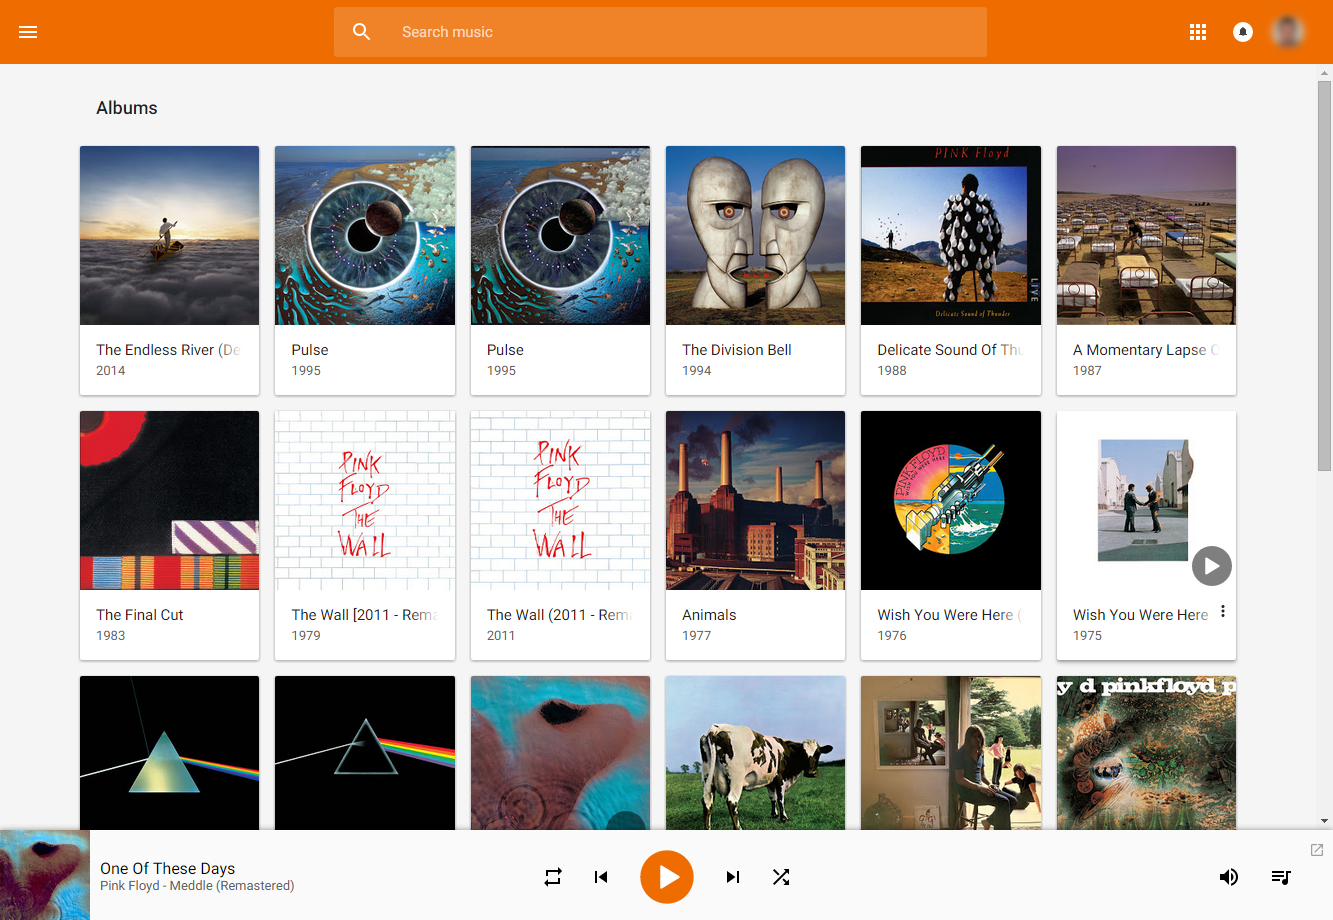 Search music
Albums
PINK Floyd
LIVE
Delicate Sound of Thunder
The Endless River (De
2014
Pulse
1995
Pulse
1995
The Division Bell
1994
Delicate Sound Of Thu
1988
A Momentary Lapse O
1987
PINK
FLOYD
THE
WALL
PINK
FLOYD
THE
WALL
PINK FLOYD
WISH YOU WERE HERE
The Final Cut
1983
The Wall [2011 - Rema
1979
The Wall (2011 - Rem
2011
Animals
1977
Wish You Were Here (
1976
Wish You Were Here
1975
y d pinkfloyd p
One Of These Days
Pink Floyd - Meddle (Remastered)